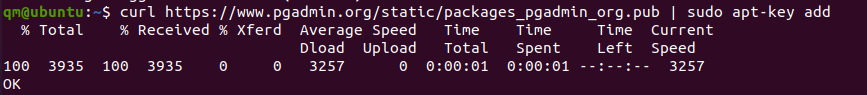 qm@ubuntu:~$ curl https://www.pgadmin.org/static/packages_pgadmin_org.pub | sudo apt-key add
% Total % Received % Xferd Average Speed Time Time Time Current
Dload Upload Total Spent Left Speed
100 3935 100 3935 0 0 3257 0 0:00:01 0:00:01 --:--:-- 3257
OK